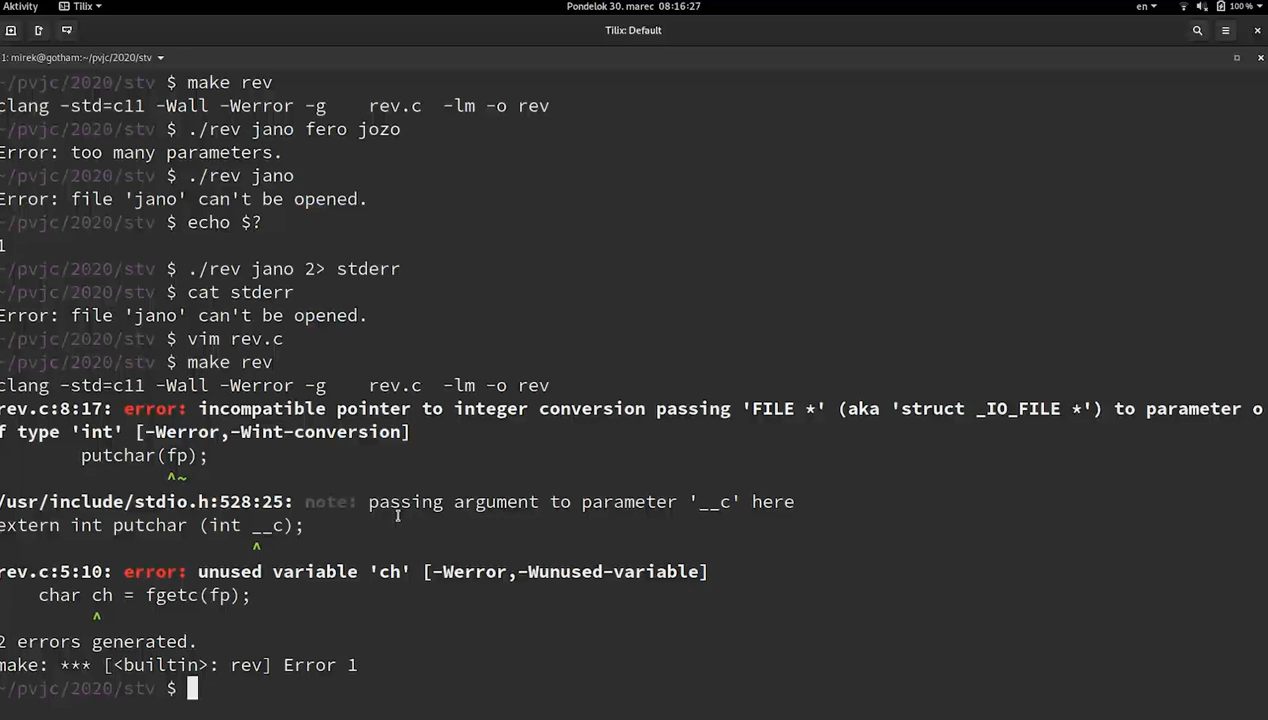 Aktivity Tilix Pondelok 30. marec 08:16:27 en 100 %
Tilix: Default
1: mirek@gotham:~/pvjc/2020/stv
~/pvjc/2020/stv $ make rev
clang -std=c11 -Wall -Werror -g    rev.c  -lm -o rev
~/pvjc/2020/stv $ ./rev jano fero jozo
Error: too many parameters.
~/pvjc/2020/stv $ ./rev jano
Error: file 'jano' can't be opened.
~/pvjc/2020/stv $ echo $?
1
~/pvjc/2020/stv $ ./rev jano 2> stderr
~/pvjc/2020/stv $ cat stderr
Error: file 'jano' can't be opened.
~/pvjc/2020/stv $ vim rev.c
~/pvjc/2020/stv $ make rev
clang -std=c11 -Wall -Werror -g    rev.c  -lm -o rev
rev.c:8:17: error: incompatible pointer to integer conversion passing 'FILE *' (aka 'struct _IO_FILE *') to parameter o
f type 'int' [-Werror,-Wint-conversion]
        putchar(fp);
                ^~
/usr/include/stdio.h:528:25: note: passing argument to parameter '__c' here
extern int putchar (int __c);
                        ^
rev.c:5:10: error: unused variable 'ch' [-Werror,-Wunused-variable]
    char ch = fgetc(fp);
         ^
2 errors generated.
make: *** [<builtin>: rev] Error 1
~/pvjc/2020/stv $